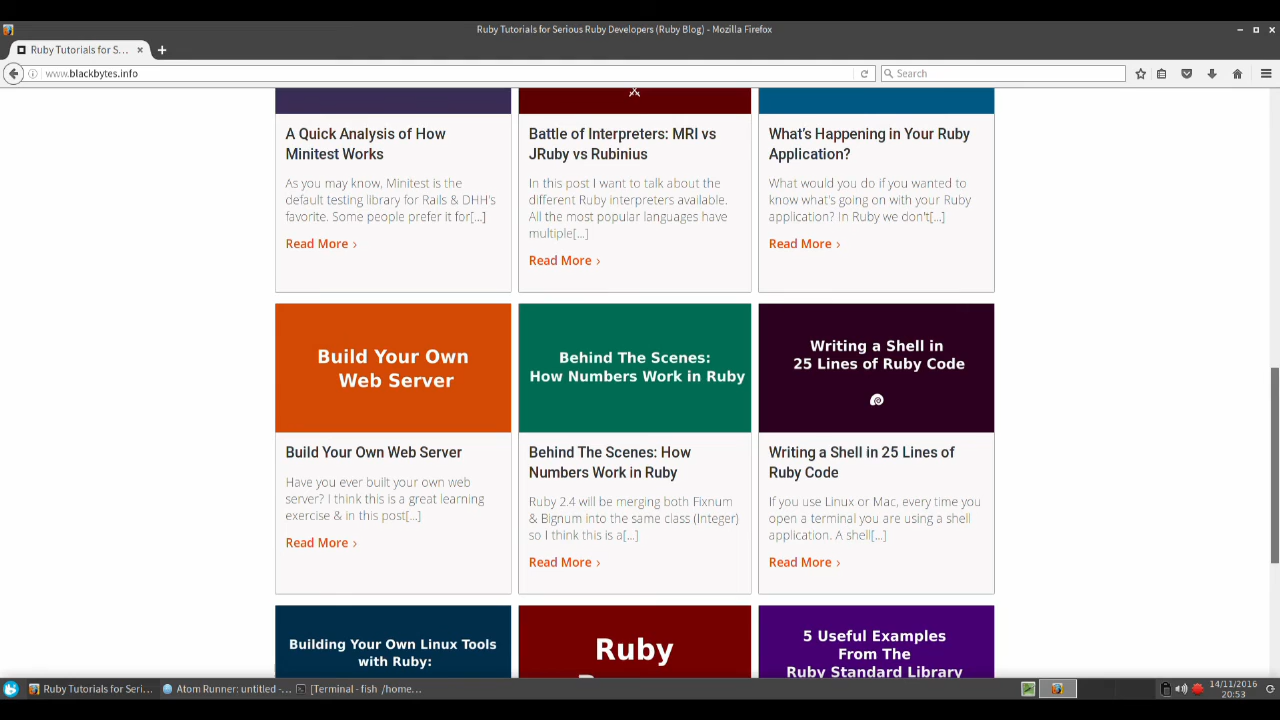 Ruby Tutorials for Serious Ruby Developers (Ruby Blog) - Mozilla Firefox
Ruby Tutorials for S...
www.blackbytes.info
Search
A Quick Analysis of How
Minitest Works
As you may know, Minitest is the
default testing library for Rails & DHH's
favorite. Some people prefer it for[...]
Read More ›
Battle of Interpreters: MRI vs
JRuby vs Rubinius
In this post I want to talk about the
different Ruby interpreters available.
All the most popular languages have
multiple[...]
Read More ›
What's Happening in Your Ruby
Application?
What would you do if you wanted to
know what's going on with your Ruby
application? In Ruby we don't[...]
Read More ›
Build Your Own
Web Server
Build Your Own Web Server
Have you ever built your own web
server? I think this is a great learning
exercise & in this post[...]
Read More ›
Behind The Scenes:
How Numbers Work in Ruby
Behind The Scenes: How
Numbers Work in Ruby
Ruby 2.4 will be merging both Fixnum
& Bignum into the same class (Integer)
so I think this is a[...]
Read More ›
Writing a Shell in
25 Lines of Ruby Code
Writing a Shell in 25 Lines of
Ruby Code
If you use Linux or Mac, every time you
open a terminal you are using a shell
application. A shell[...]
Read More ›
Building Your Own Linux Tools
with Ruby:
Ruby
5 Useful Examples
From The
Ruby Standard Library
Ruby Tutorials for Seri...
Atom Runner: untitled -...
[Terminal - fish /home...
14/11/2016
20:53